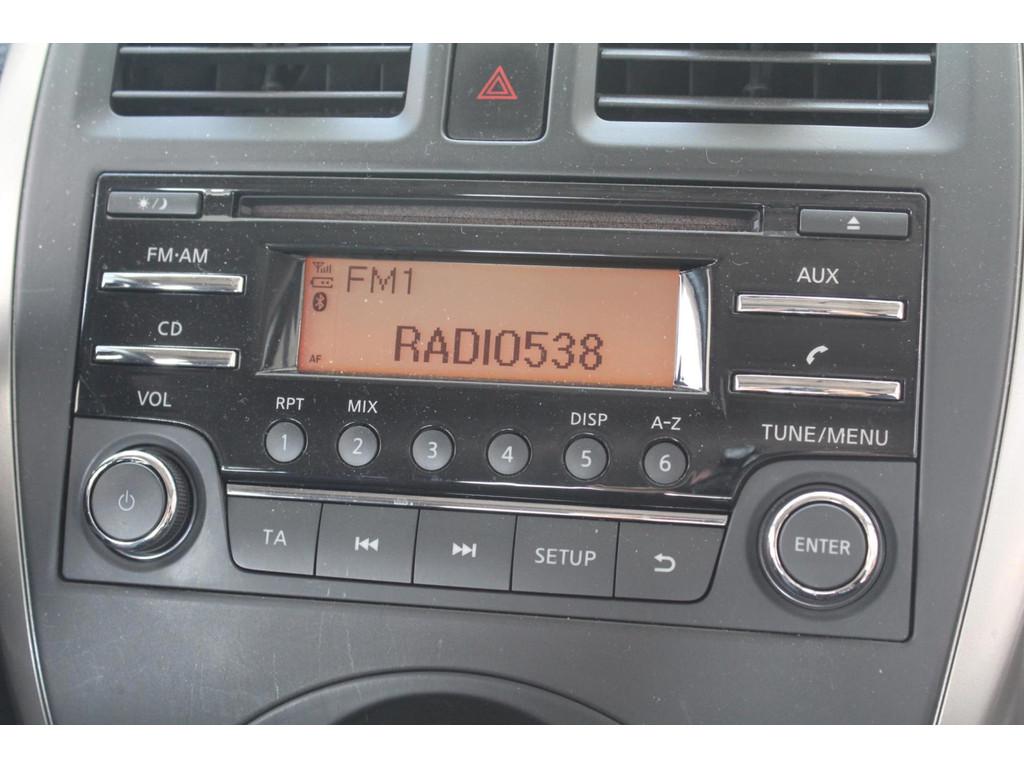 FM·AM
CD
VOL
FM1
RADIO538
AF
AUX
TUNE/MENU
RPT MIX DISP A-Z
1 2 3 4 5 6
TA SETUP
ENTER